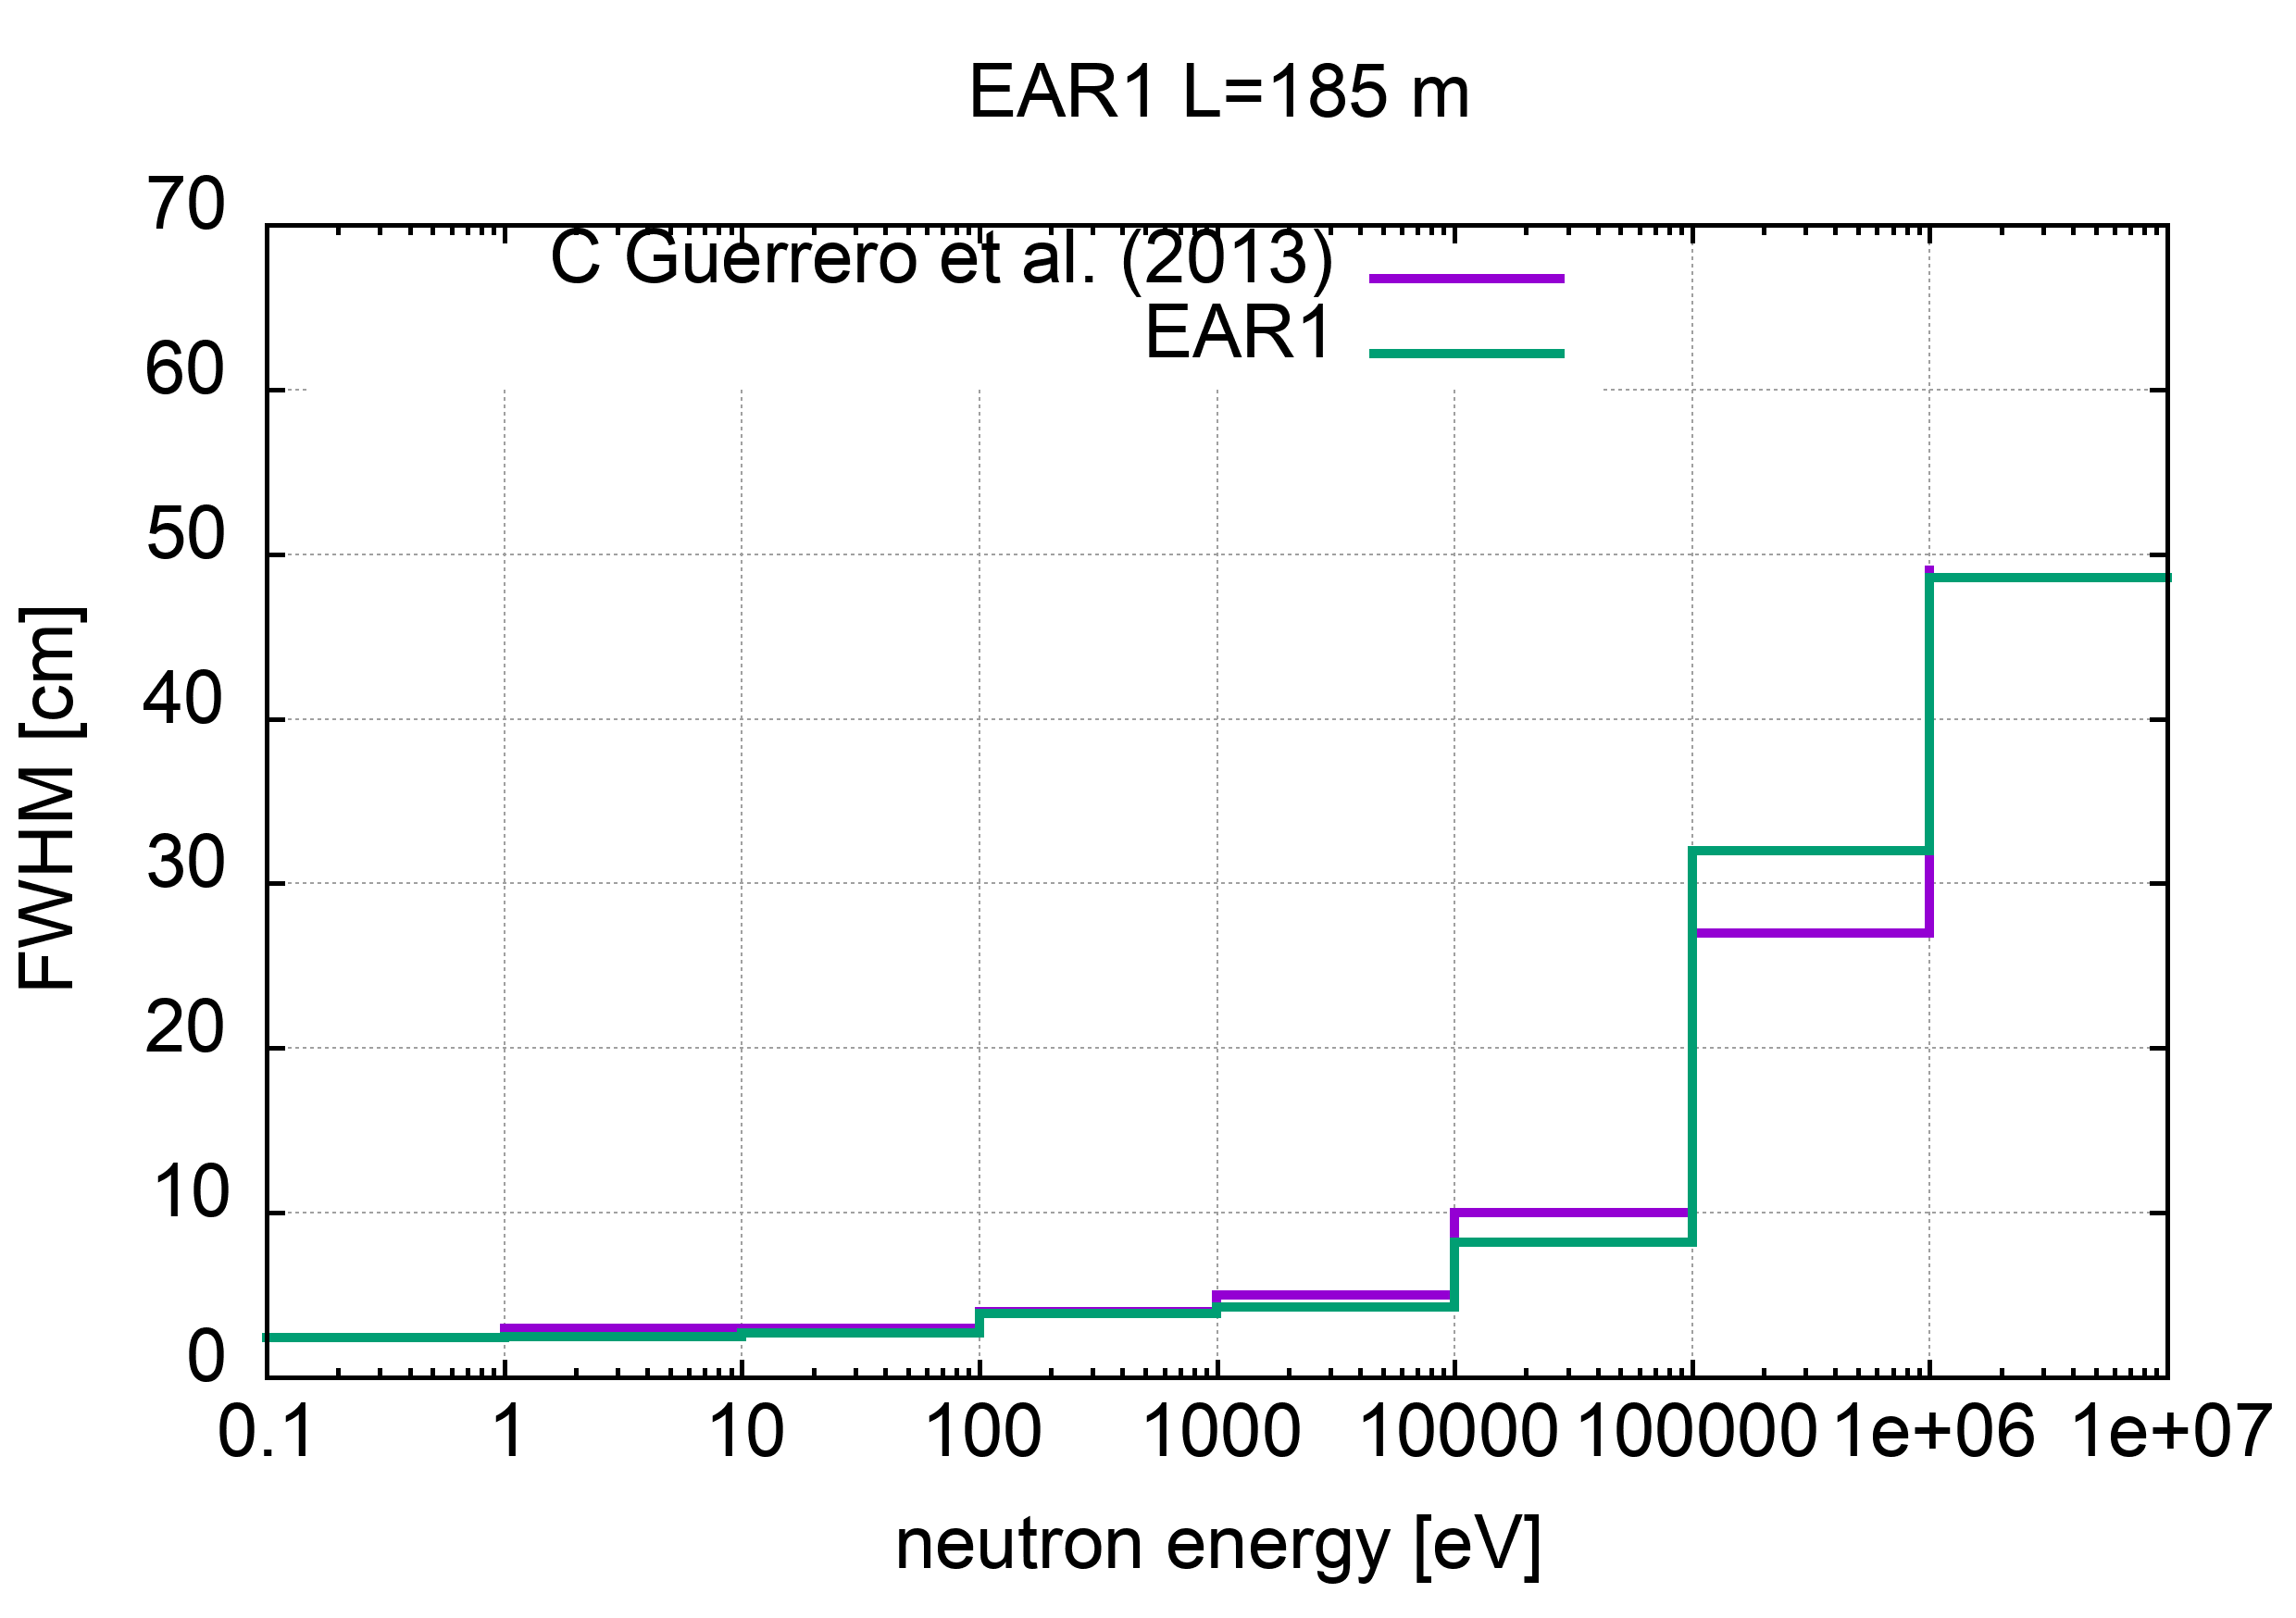 EAR1 L=185 m
70
C Guerrero et al. (2013)
EAR1
60
50
40
30
20
10
0
FWHM [cm]
0.1 1 10 100 1000 10000 100000 1e+06 1e+07
neutron energy [eV]